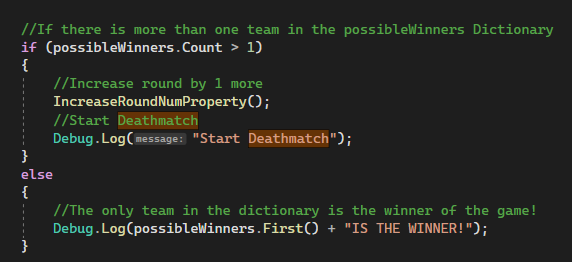 //If there is more than one team in the possibleWinners Dictionary
if (possibleWinners.Count > 1)
{
//Increase round by 1 more
IncreaseRoundNumProperty();
//Start Deathmatch
Debug.Log(message: "Start Deathmatch");
}
else
{
//The only team in the dictionary is the winner of the game!
Debug.Log(possibleWinners.First() + "IS THE WINNER!");
}